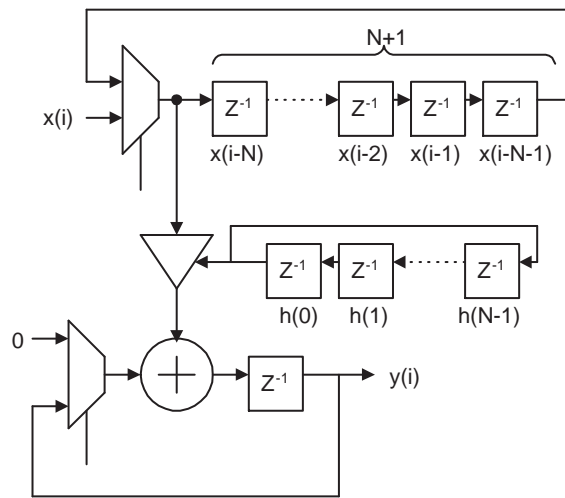 N+1
x(i)
Z⁻¹ Z⁻¹ Z⁻¹ Z⁻¹
x(i-N) x(i-2) x(i-1) x(i-N-1)
Z⁻¹ Z⁻¹ Z⁻¹
h(0) h(1) h(N-1)
0
Z⁻¹
y(i)